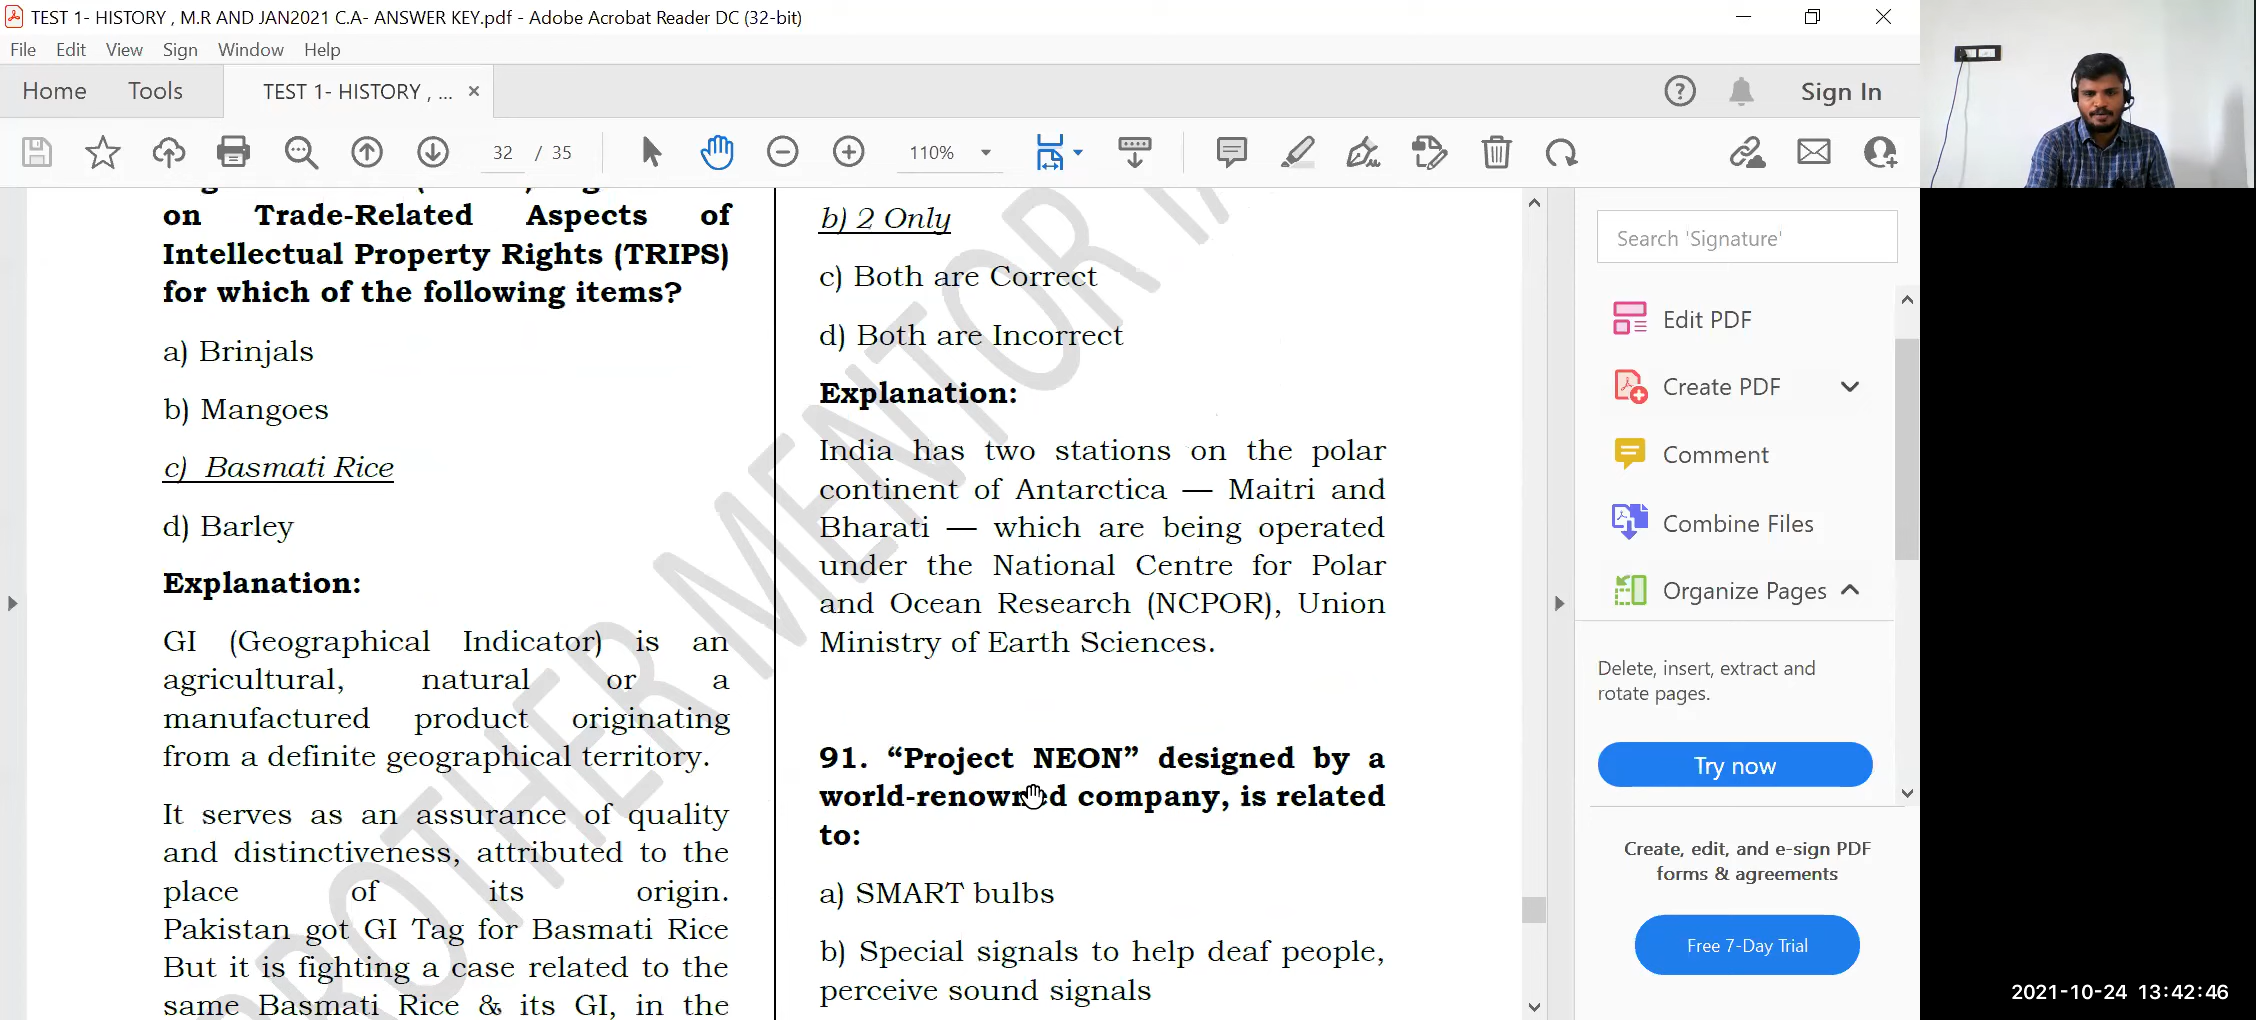 TEST 1- HISTORY , M.R AND JAN2021 C.A- ANSWER KEY.pdf - Adobe Acrobat Reader DC (32-bit)
File Edit View Sign Window Help
Home Tools TEST 1- HISTORY , ... × Sign In
32 / 35 110%
on Trade-Related Aspects of
Intellectual Property Rights (TRIPS)
for which of the following items?
a) Brinjals
b) Mangoes
c) Basmati Rice
d) Barley
Explanation:
GI (Geographical Indicator) is an
agricultural, natural or a
manufactured product originating
from a definite geographical territory.
It serves as an assurance of quality
and distinctiveness, attributed to the
place of its origin.
Pakistan got GI Tag for Basmati Rice
But it is fighting a case related to the
same Basmati Rice & its GI, in the
b) 2 Only
c) Both are Correct
d) Both are Incorrect
Explanation:
India has two stations on the polar
continent of Antarctica — Maitri and
Bharati — which are being operated
under the National Centre for Polar
and Ocean Research (NCPOR), Union
Ministry of Earth Sciences.
91. “Project NEON” designed by a
world-renowned company, is related
to:
a) SMART bulbs
b) Special signals to help deaf people,
perceive sound signals
BROTHER MENTOR
Search 'Signature'
Edit PDF
Create PDF
Comment
Combine Files
Organize Pages
Delete, insert, extract and
rotate pages.
Try now
Create, edit, and e-sign PDF
forms & agreements
Free 7-Day Trial
2021-10-24 13:42:46